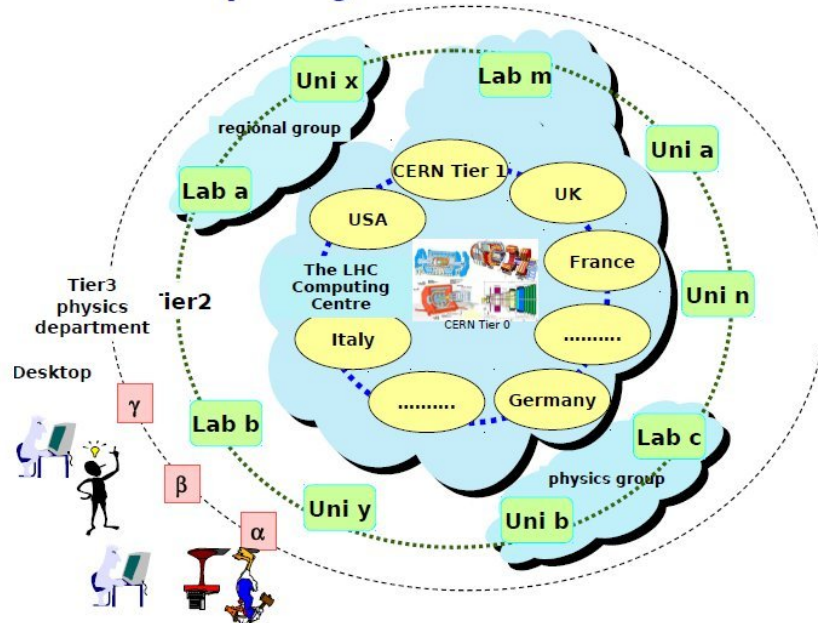 Uni x
Lab m
regional group
Uni a
CERN Tier 1
Lab a
UK
USA
France
The LHC
Computing
Centre
Tier3
physics
department
ier2
Uni n
CERN Tier 0
Italy
..........
Desktop
γ
..........
Germany
Lab b
Lab c
physics group
β
Uni y
Uni b
α